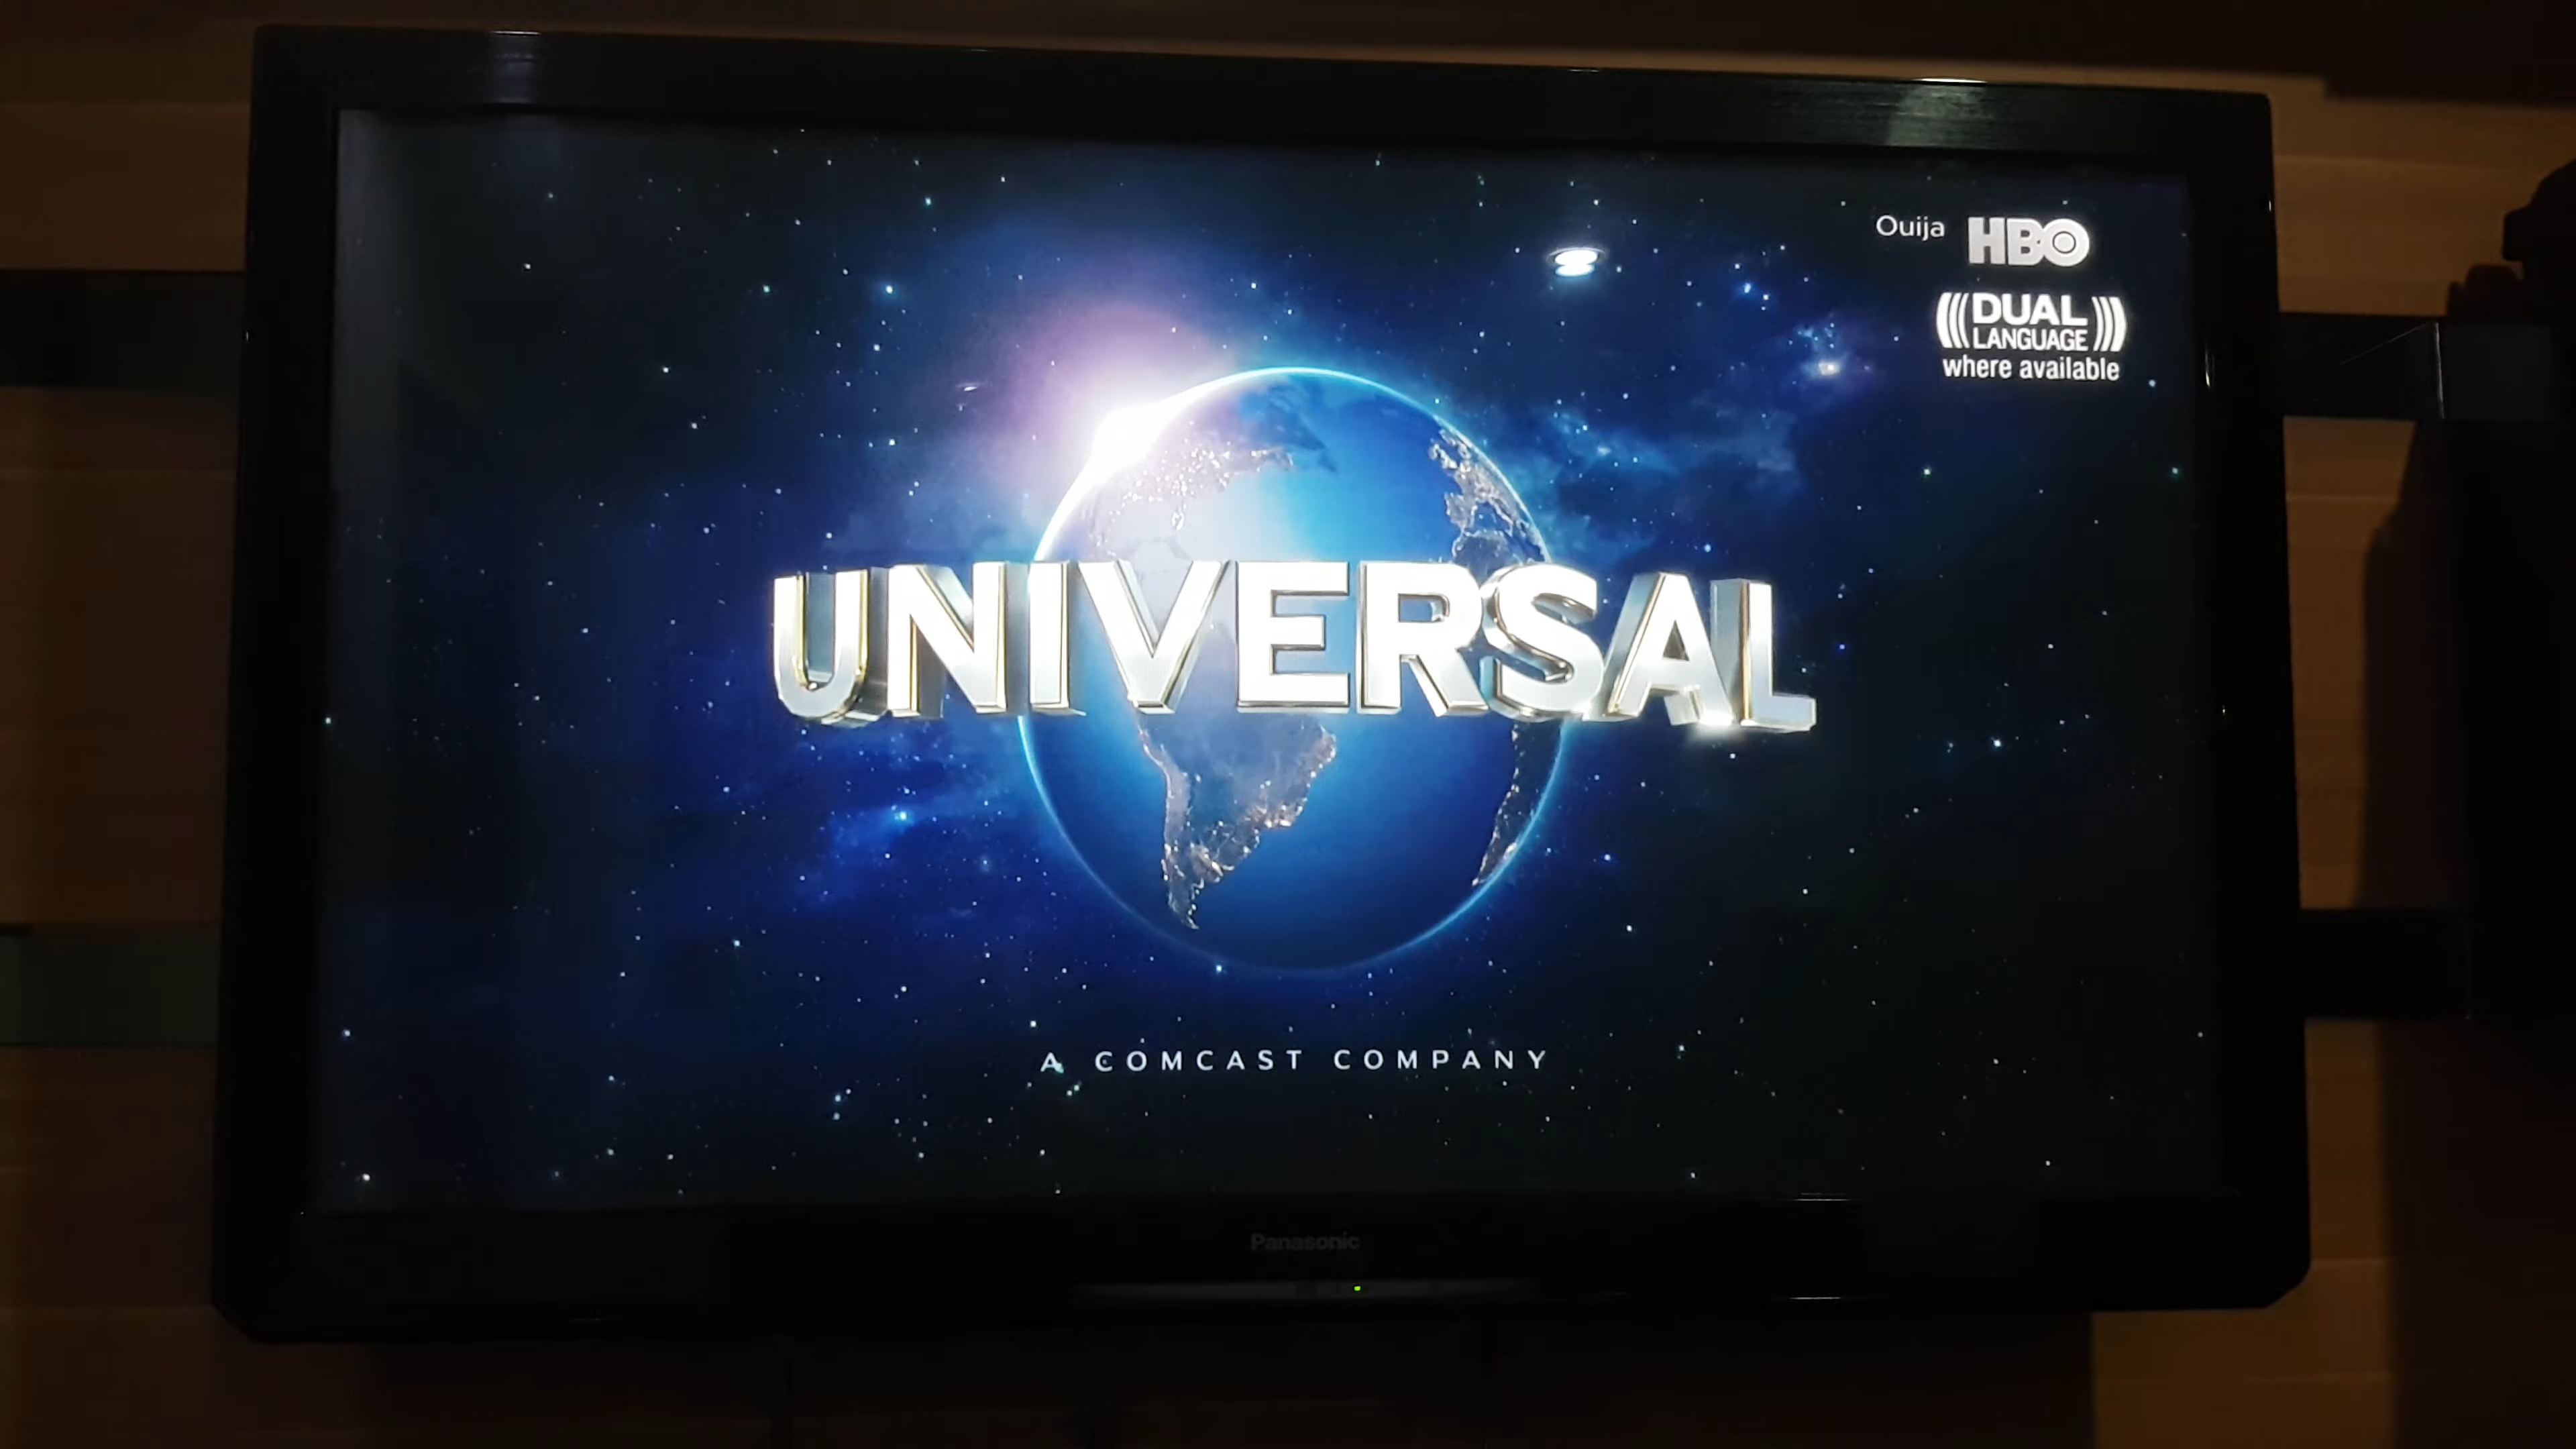 Ouija HBO
DUAL
LANGUAGE
where available
UNIVERSAL
A COMCAST COMPANY
Panasonic